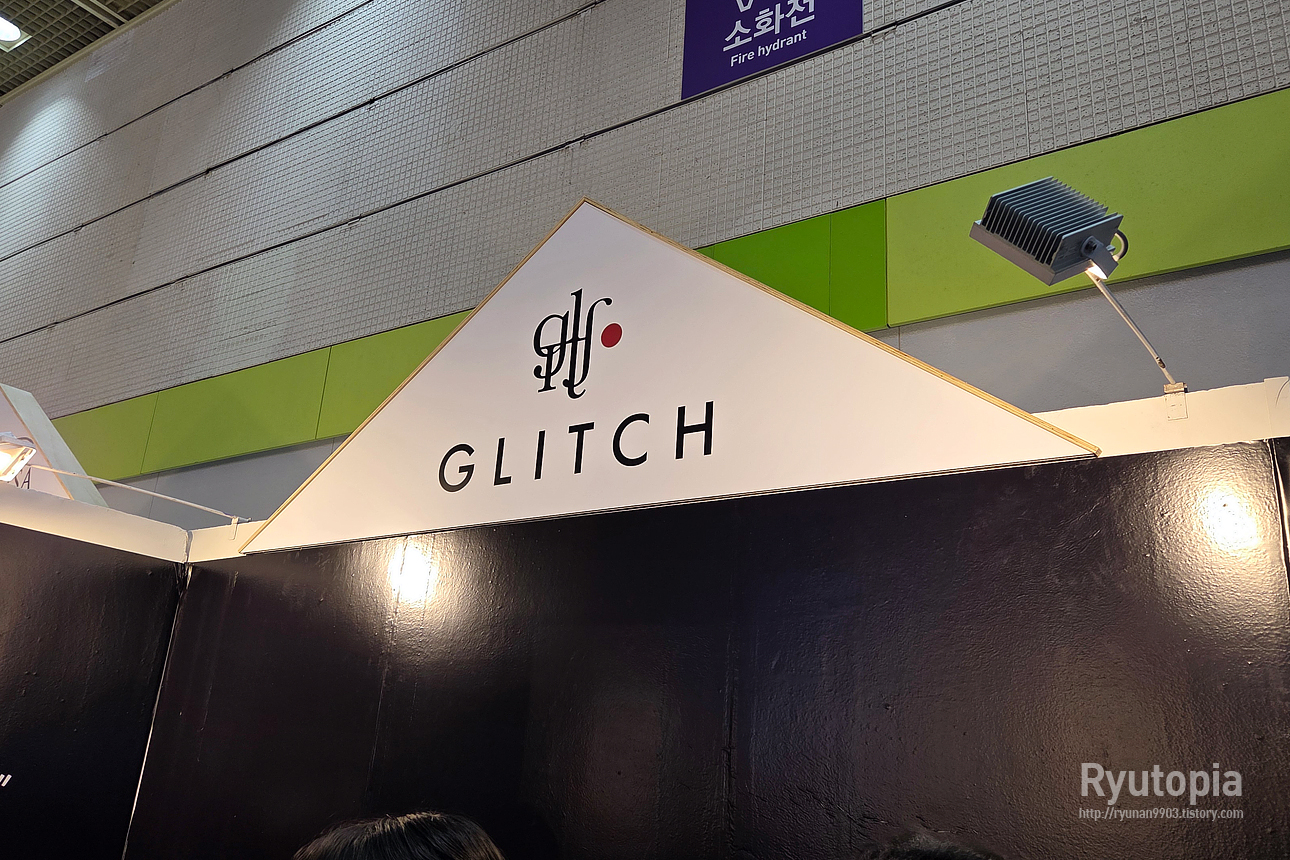 소화전
Fire hydrant
GLITCH
Ryutopia
http://ryunan9903.tistory.com